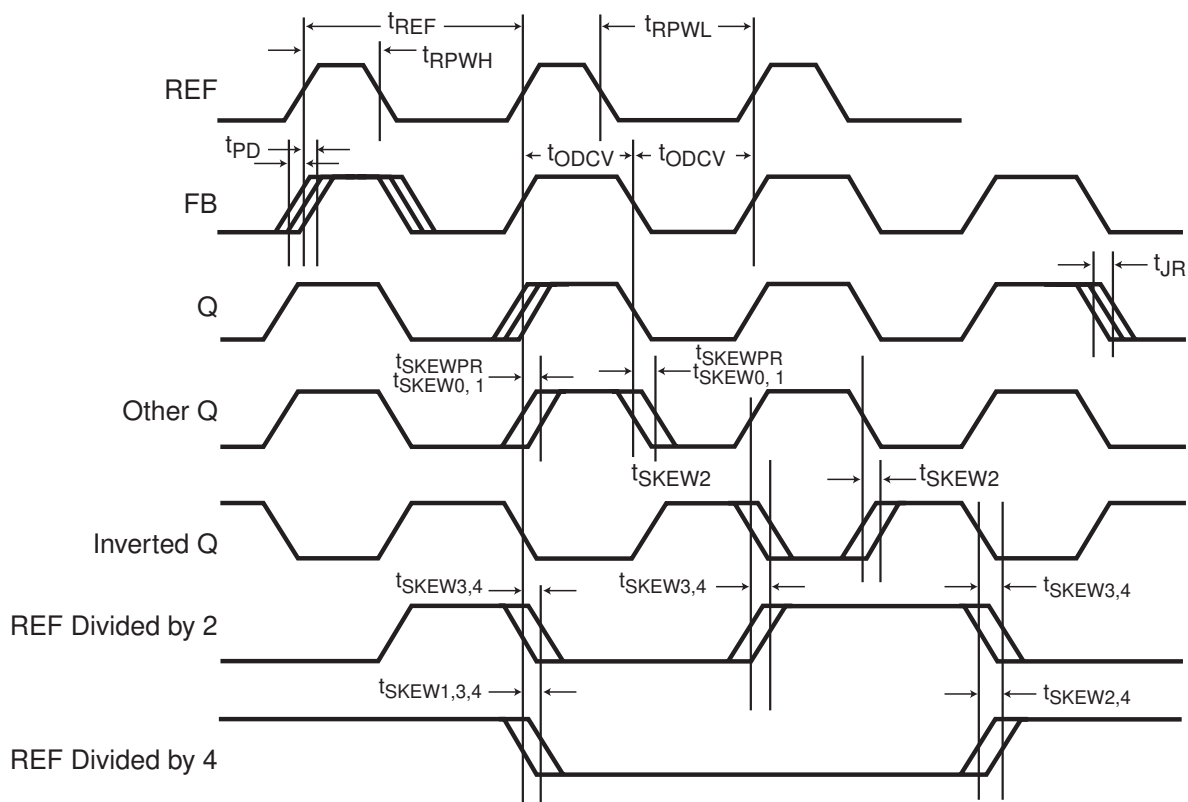 tREF
tRPWL
tRPWH
REF
tPD
tODCV
tODCV
FB
tJR
Q
tSKEWPR
tSKEW0, 1
tSKEWPR
tSKEW0, 1
Other Q
tSKEW2
tSKEW2
Inverted Q
tSKEW3,4
tSKEW3,4
tSKEW3,4
REF Divided by 2
tSKEW1,3,4
tSKEW2,4
REF Divided by 4